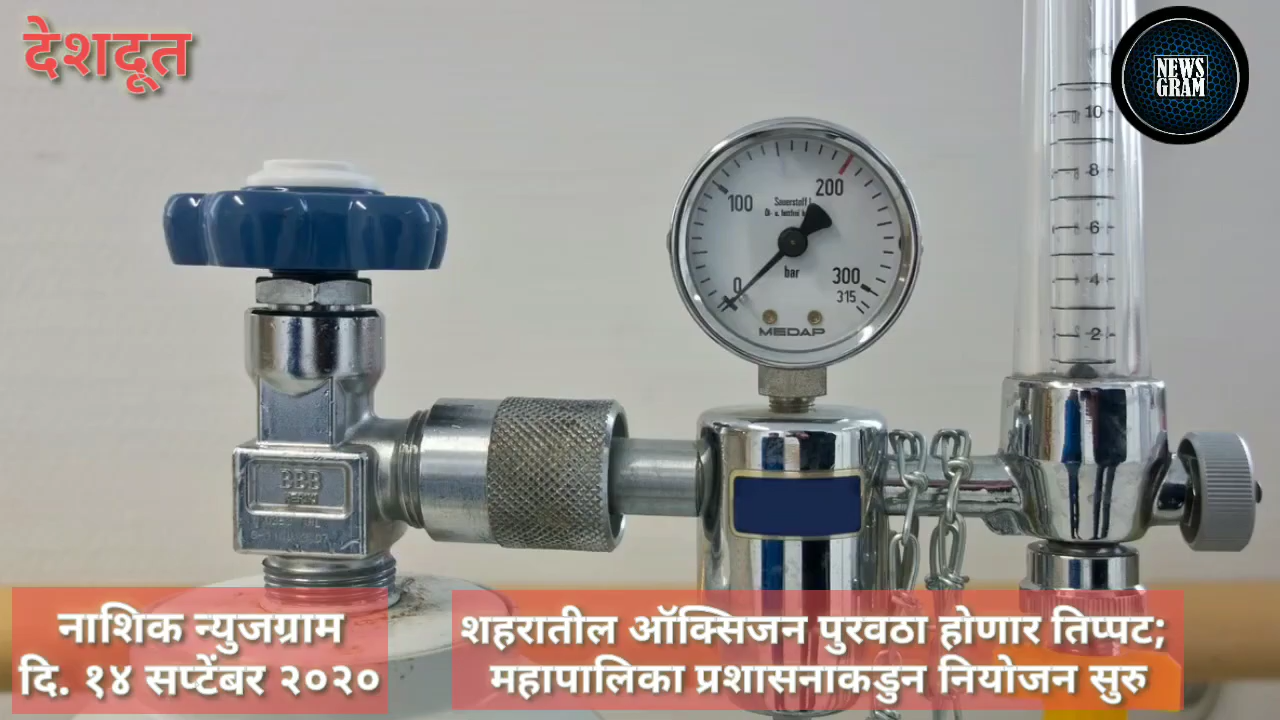 देशदूत
NEWS
GRAM
10
8
6
4
2
100
200
0
bar
300
315
MEDAP
BBB
नाशिक न्युजग्राम
दि. १४ सप्टेंबर २०२०
शहरातील ऑक्सिजन पुरवठा होणार तिप्पट;
महापालिका प्रशासनाकडुन नियोजन सुरु